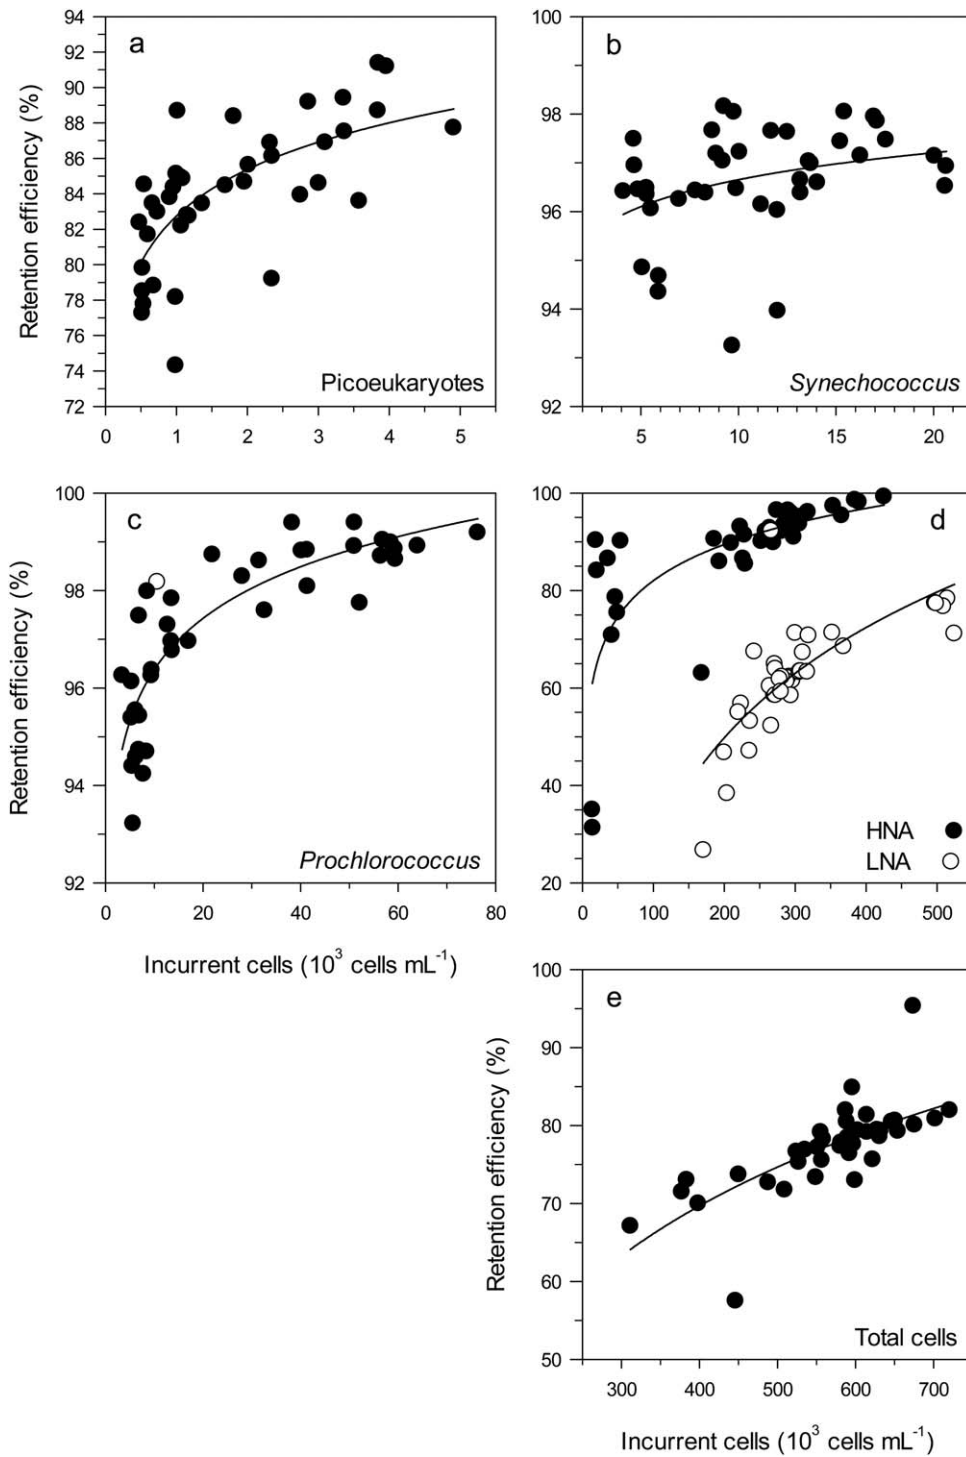 a
Retention efficiency (%)
94
92
90
88
86
84
82
80
78
76
74
72
0 1 2 3 4 5
Picoeukaryotes
b
100
98
96
94
92
5 10 15 20
Synechococcus
c
Retention efficiency (%)
100
98
96
94
92
0 20 40 60 80
Prochlorococcus
Incurrent cells (10³ cells mL⁻¹)
d
100
80
60
40
20
0 100 200 300 400 500
HNA
LNA
e
Retention efficiency (%)
100
90
80
70
60
50
300 400 500 600 700
Total cells
Incurrent cells (10³ cells mL⁻¹)